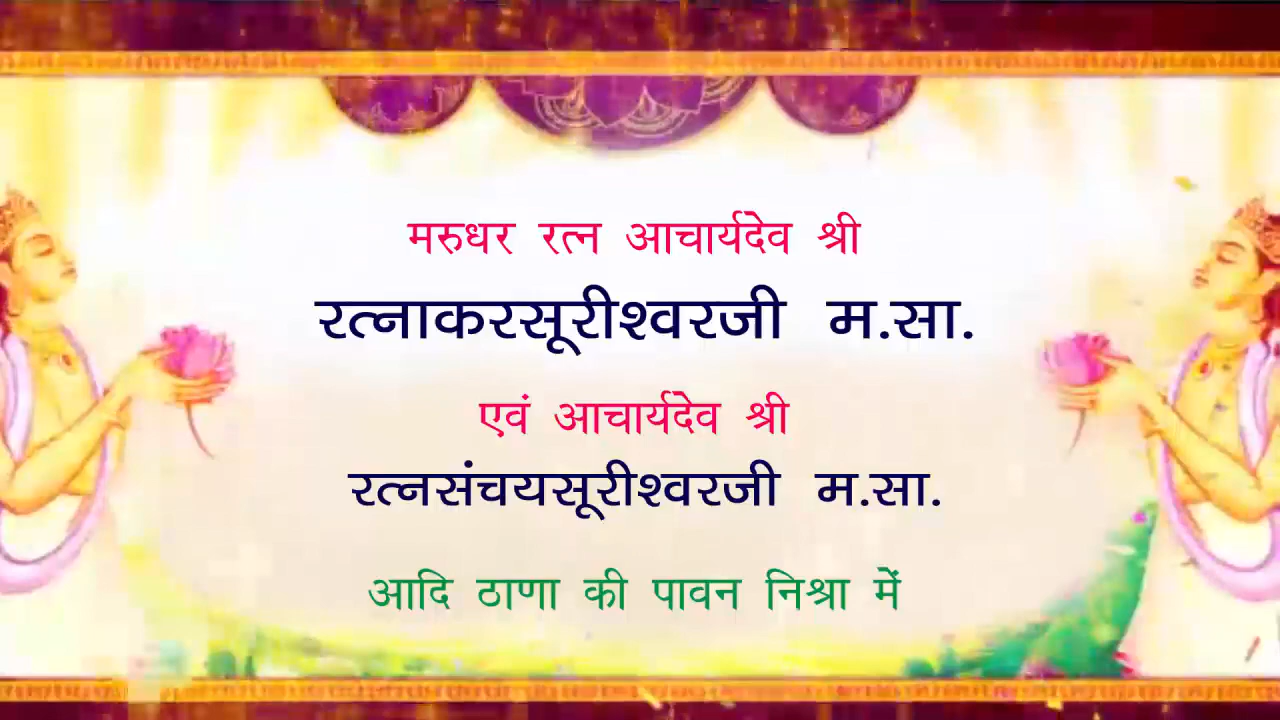 मरुधर रत्न आचार्यदेव श्री
रत्नाकरसूरीश्वरजी म.सा.
एवं आचार्यदेव श्री
रत्नसंचयसूरीश्वरजी म.सा.
आदि ठाणा की पावन निश्रा में